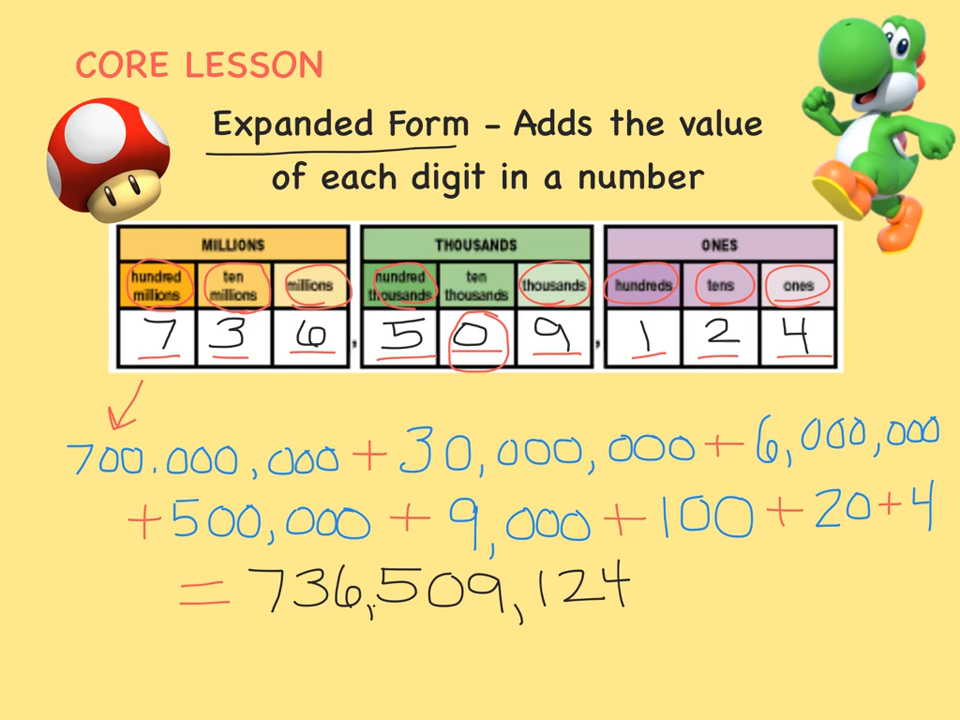 CORE LESSON
Expanded Form – Adds the value
of each digit in a number
MILLIONS THOUSANDS ONES
hundred millions ten millions millions hundred thousands ten thousands thousands hundreds tens ones
7 3 6 , 5 0 9 , 1 2 4
700.000,000 + 30,000,000 + 6,000,000
+ 500,000 + 9,000 + 100 + 20 + 4
= 736,509,124